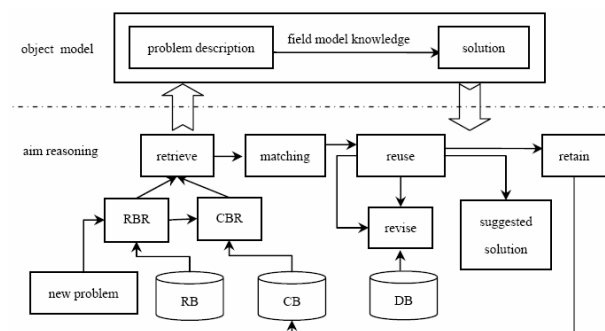 object model
problem description
field model knowledge
solution
aim reasoning
retrieve
matching
reuse
retain
RBR
CBR
revise
suggested
solution
new problem
RB
CB
DB